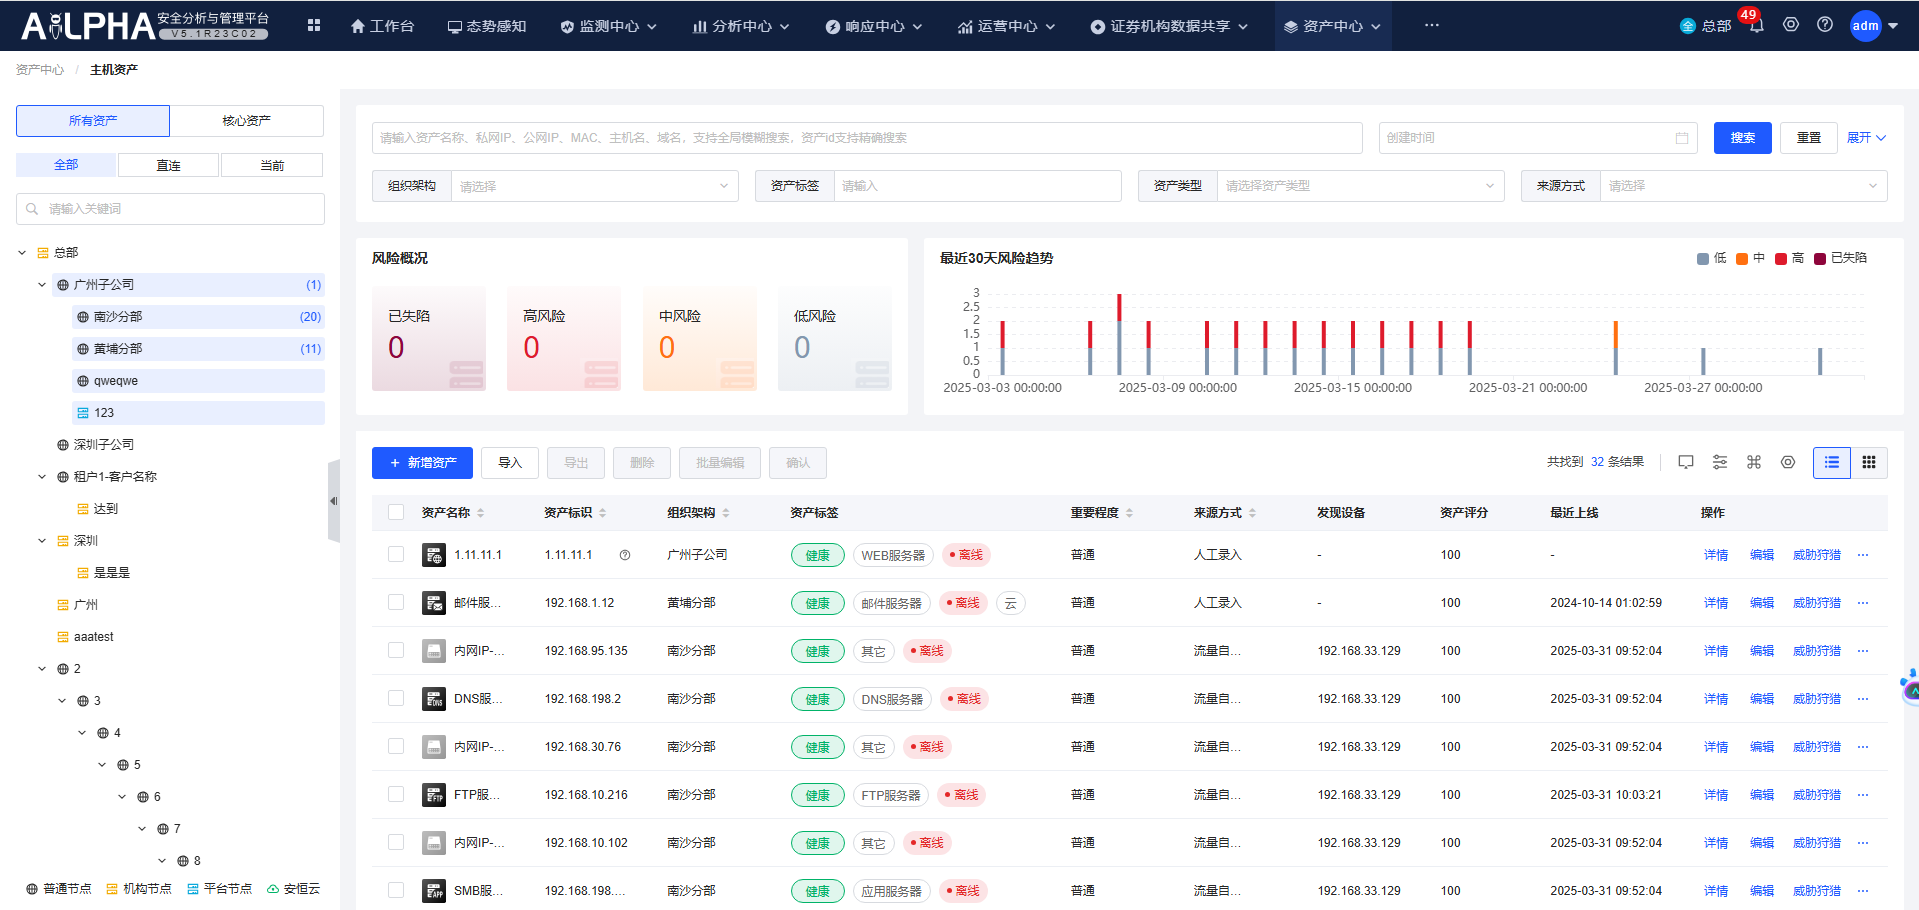 AiLPHA 安全分析与管理平台 V5.1R23C02 工作台 态势感知 监测中心 分析中心 响应中心 运营中心 证券机构数据共享 资产中心 ··· 全 总部 49 adm
资产中心 / 主机资产
所有资产 核心资产
全部 直连 当前
请输入关键词
总部
广州子公司 (1)
南沙分部 (20)
黄埔分部 (11)
qweqwe
123
深圳子公司
租户1-客户名称
达到
深圳
是是是
广州
aaatest
2
3
4
5
6
7
8
普通节点 机构节点 平台节点 安恒云
请输入资产名称、私网IP、公网IP、MAC、主机名、域名，支持全局模糊搜索，资产id支持精确搜索 创建时间 搜索 重置 展开
组织架构 请选择 资产标签 请输入 资产类型 请选择资产类型 来源方式 请选择
风险概况
已失陷 高风险 中风险 低风险
0 0 0 0
最近30天风险趋势 低 中 高 已失陷
3
2.5
2
1.5
1
0.5
0
2025-03-03 00:00:00 2025-03-09 00:00:00 2025-03-15 00:00:00 2025-03-21 00:00:00 2025-03-27 00:00:00
+ 新增资产 导入 导出 删除 批量编辑 确认 共找到 32 条结果
资产名称 资产标识 组织架构 资产标签 重要程度 来源方式 发现设备 资产评分 最近上线 操作
1.11.11.1 1.11.11.1 广州子公司 健康 WEB服务器 离线 普通 人工录入 - 100 - 详情 编辑 威胁狩猎 ···
邮件服... 192.168.1.12 黄埔分部 健康 邮件服务器 离线 云 普通 人工录入 - 100 2024-10-14 01:02:59 详情 编辑 威胁狩猎 ···
内网IP-... 192.168.95.135 南沙分部 健康 其它 离线 普通 流量自... 192.168.33.129 100 2025-03-31 09:52:04 详情 编辑 威胁狩猎 ···
DNS DNS服... 192.168.198.2 南沙分部 健康 DNS服务器 离线 普通 流量自... 192.168.33.129 100 2025-03-31 09:52:04 详情 编辑 威胁狩猎 ···
内网IP-... 192.168.30.76 南沙分部 健康 其它 离线 普通 流量自... 192.168.33.129 100 2025-03-31 09:52:04 详情 编辑 威胁狩猎 ···
FTP FTP服... 192.168.10.216 南沙分部 健康 FTP服务器 离线 普通 流量自... 192.168.33.129 100 2025-03-31 10:03:21 详情 编辑 威胁狩猎 ···
内网IP-... 192.168.10.102 南沙分部 健康 其它 离线 普通 流量自... 192.168.33.129 100 2025-03-31 09:52:04 详情 编辑 威胁狩猎 ···
APP SMB服... 192.168.198.... 南沙分部 健康 应用服务器 离线 普通 流量自... 192.168.33.129 100 2025-03-31 09:52:04 详情 编辑 威胁狩猎 ···